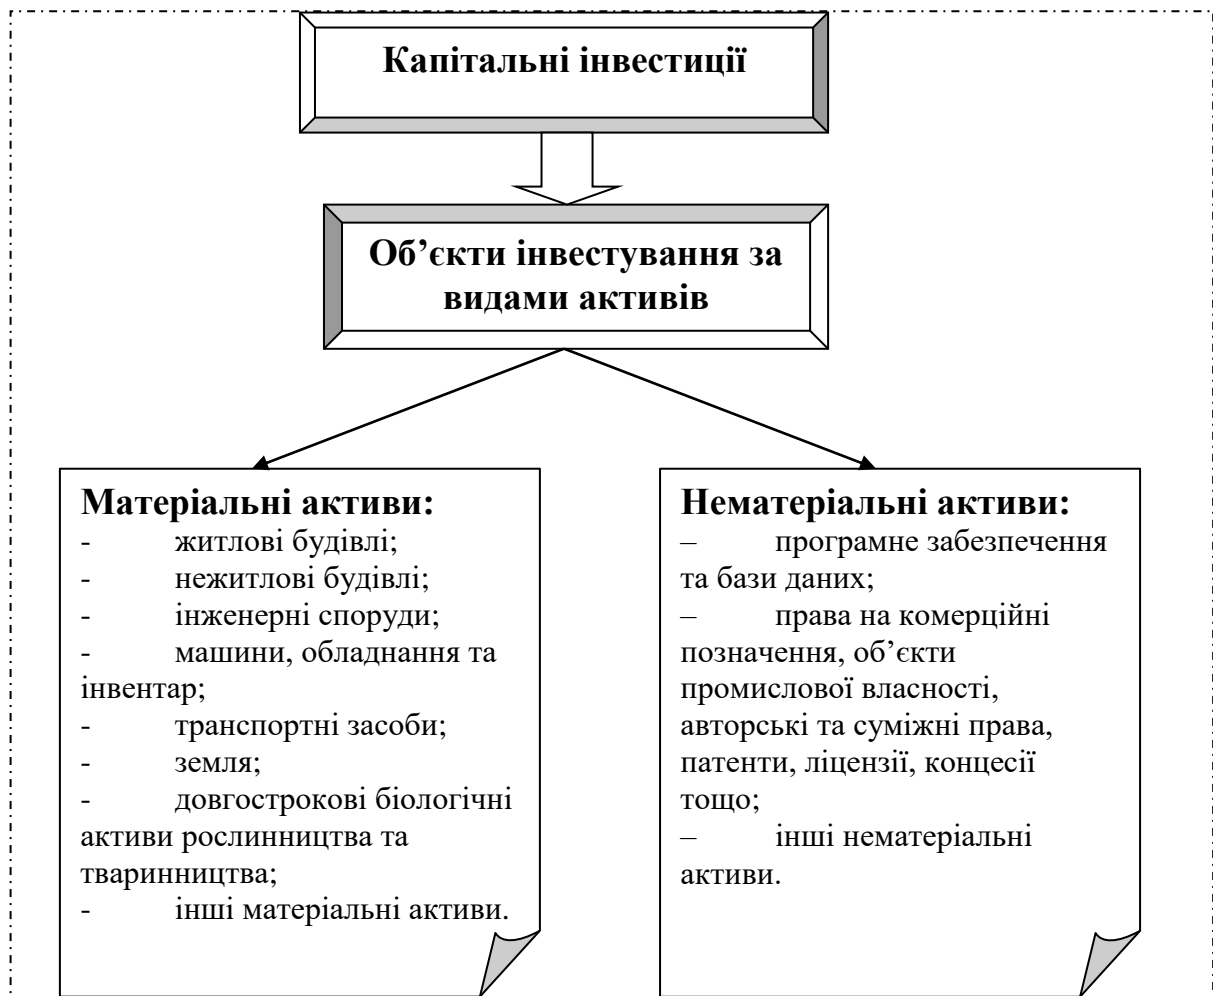 Капітальні інвестиції
Об’єкти інвестування за
видами активів
Матеріальні активи:
- житлові будівлі;
- нежитлові будівлі;
- інженерні споруди;
- машини, обладнання та
інвентар;
- транспортні засоби;
- земля;
- довгострокові біологічні
активи рослинництва та
тваринництва;
- інші матеріальні активи.
Нематеріальні активи:
– програмне забезпечення
та бази даних;
– права на комерційні
позначення, об’єкти
промислової власності,
авторські та суміжні права,
патенти, ліцензії, концесії
тощо;
– інші нематеріальні
активи.